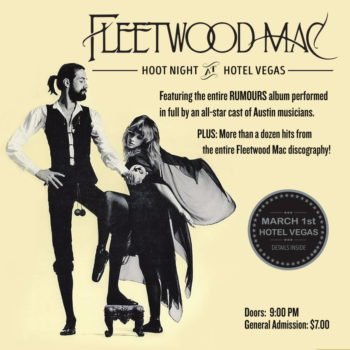 FLEETWOOD MAC
HOOT NIGHT AT HOTEL VEGAS
Featuring the entire RUMOURS album performed
in full by an all-star cast of Austin musicians.
PLUS: More than a dozen hits from
the entire Fleetwood Mac discography!
MARCH 1st
HOTEL VEGAS
DETAILS INSIDE
Doors: 9:00 PM
General Admission: $7.00